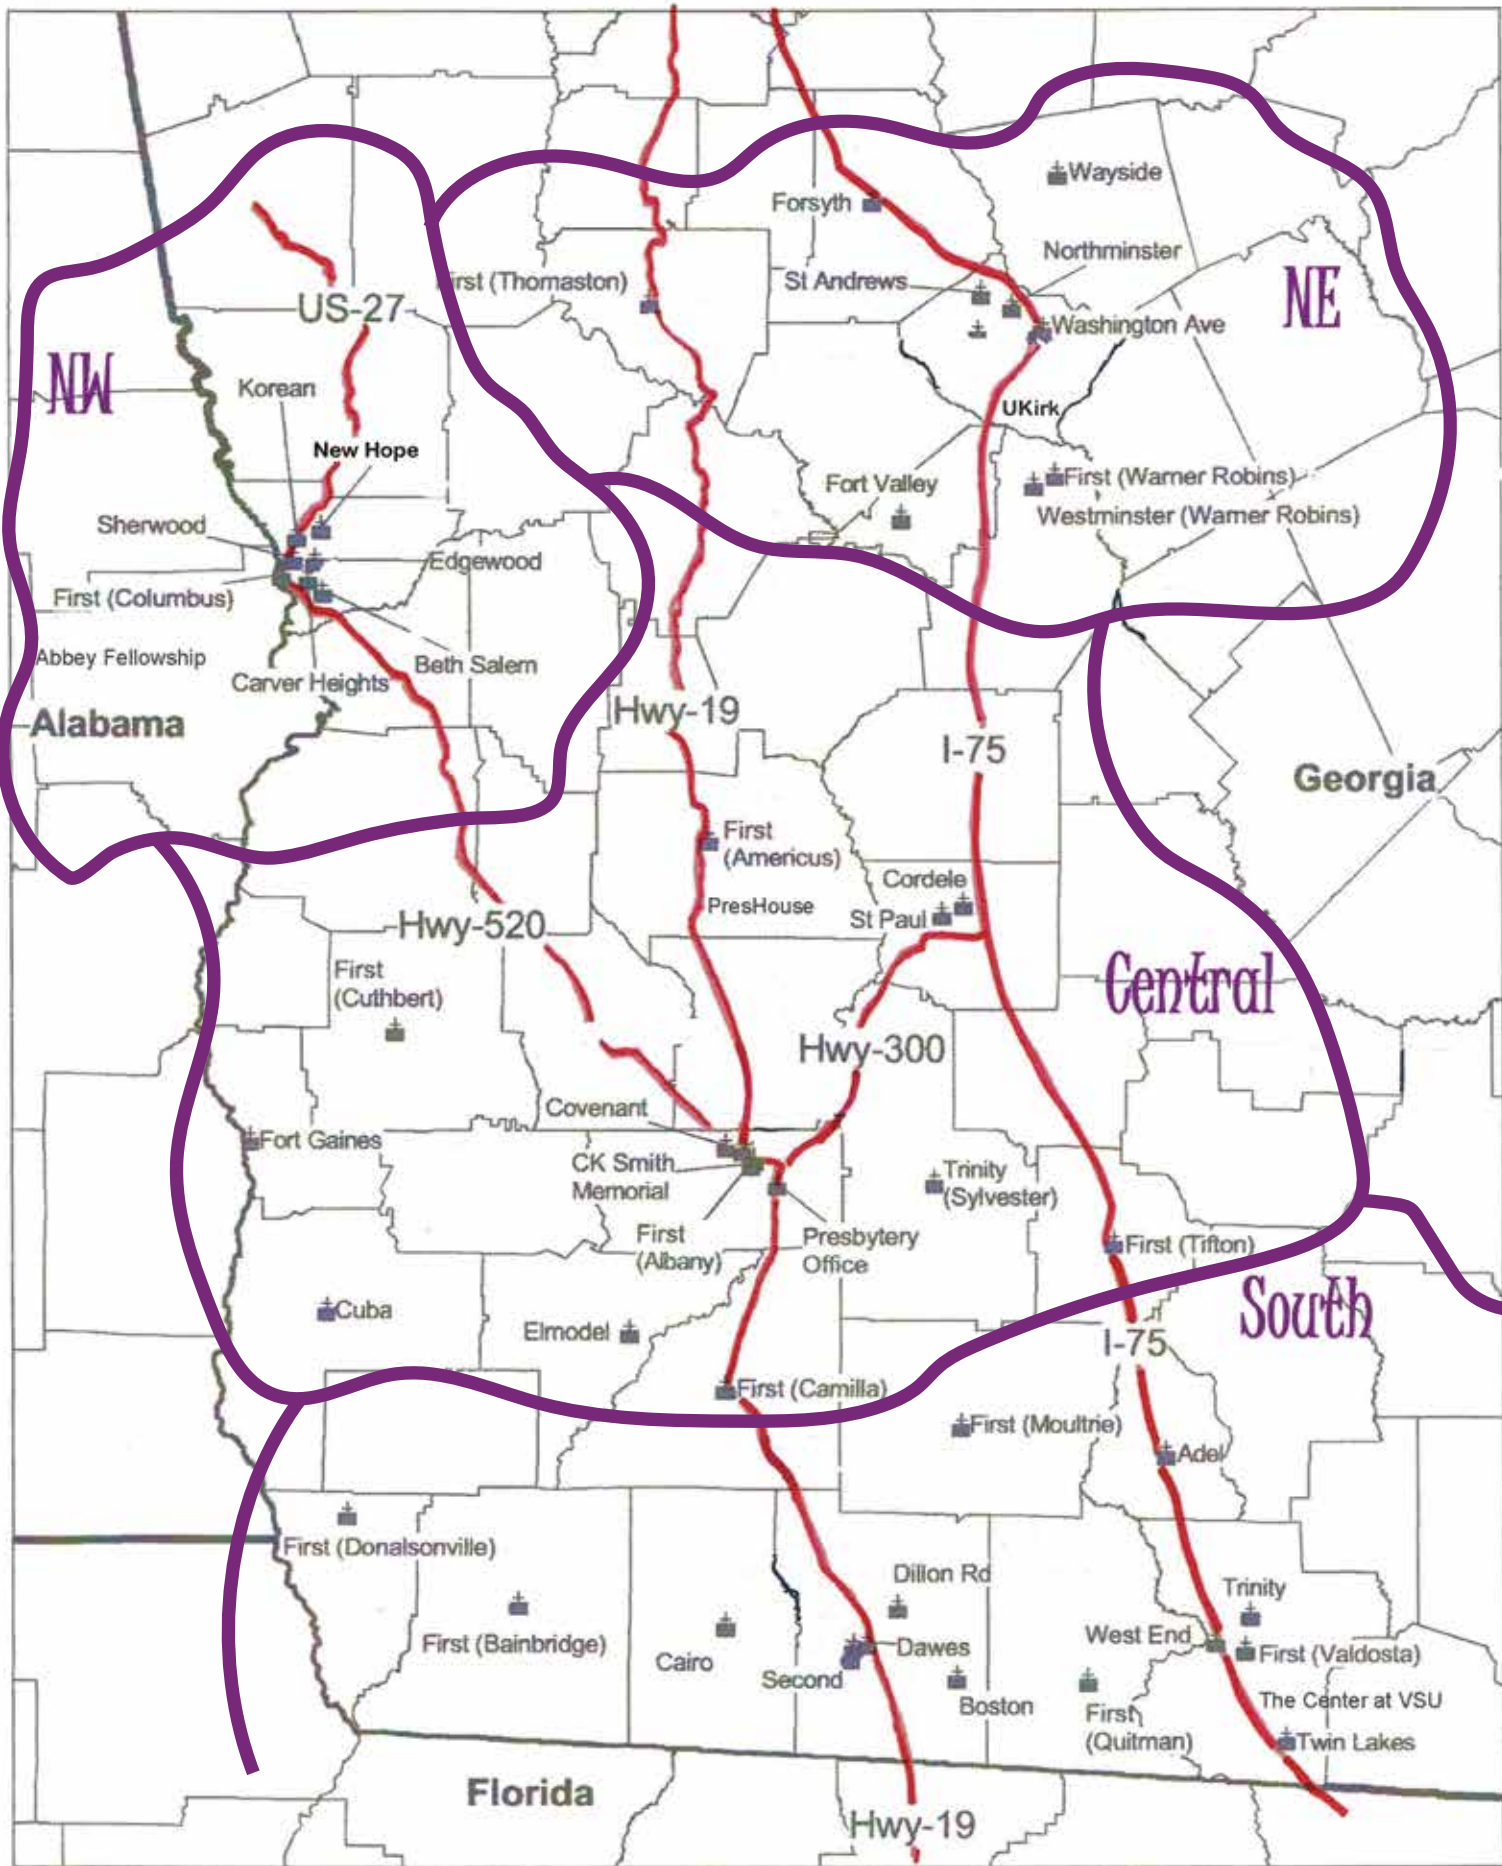 Wayside
Forsyth
Northminster
First (Thomaston)
St Andrews
NE
US-27
Washington Ave
NW
Korean
UKirk
New Hope
First (Warner Robins)
Fort Valley
Westminster (Warner Robins)
Sherwood
Edgewood
First (Columbus)
Abbey Fellowship
Beth Salem
Carver Heights
Hwy-19
Alabama
I-75
Georgia
First
(Americus)
Cordele
PresHouse
St Paul
Hwy-520
First
(Cuthbert)
Central
Hwy-300
Covenant
Fort Gaines
CK Smith
Memorial
Trinity
(Sylvester)
First
(Albany)
Presbytery
Office
First (Tifton)
Cuba
South
Elmodel
I-75
First (Camilla)
First (Moultrie)
Adel
First (Donalsonville)
Dillon Rd
Trinity
First (Bainbridge)
West End
Dawes
First (Valdosta)
Cairo
Second
Boston
The Center at VSU
First
(Quitman)
Twin Lakes
Florida
Hwy-19